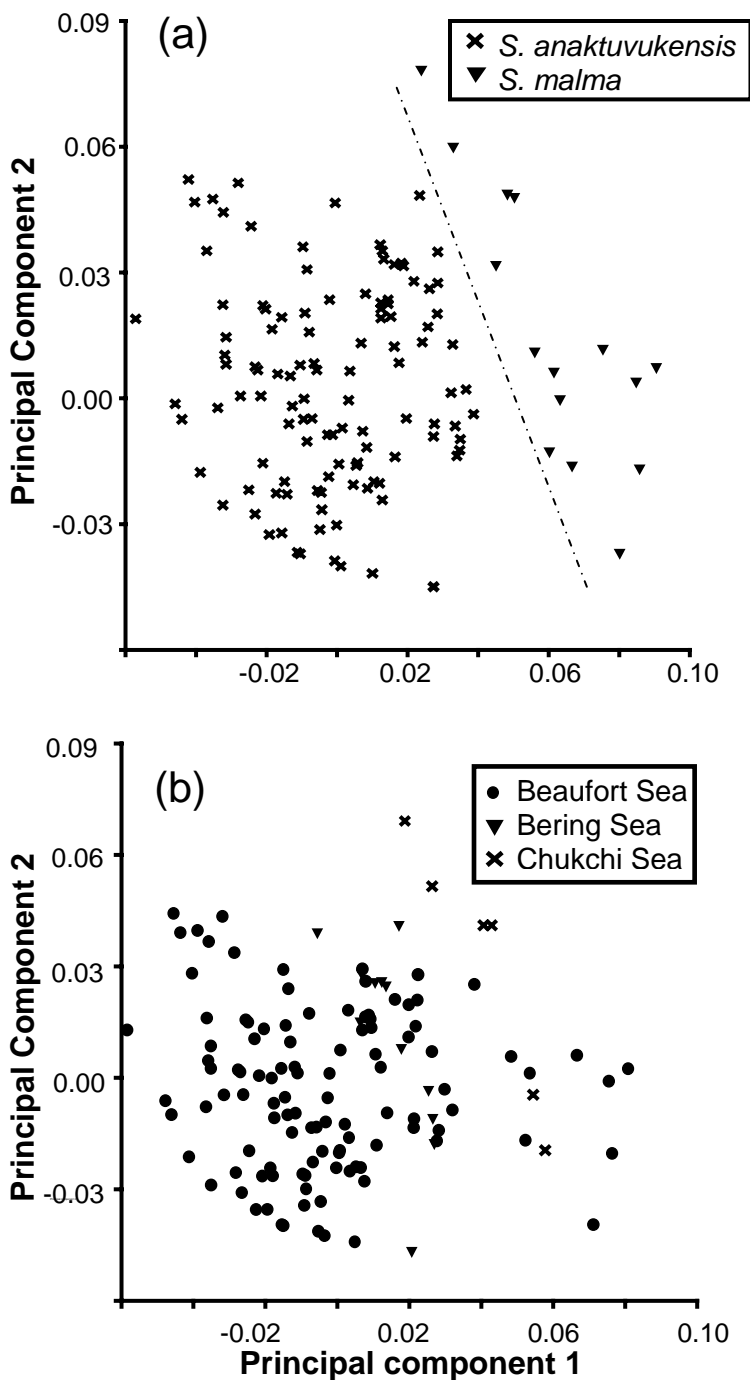 (a)
S. anaktuvukensis
S. malma
Principal Component 2
0.09
0.06
0.03
0.00
-0.03
-0.02
0.02
0.06
0.10
(b)
Beaufort Sea
Bering Sea
Chukchi Sea
Principal Component 2
0.09
0.06
0.03
0.00
-0.03
-0.02
0.02
0.06
0.10
Principal component 1